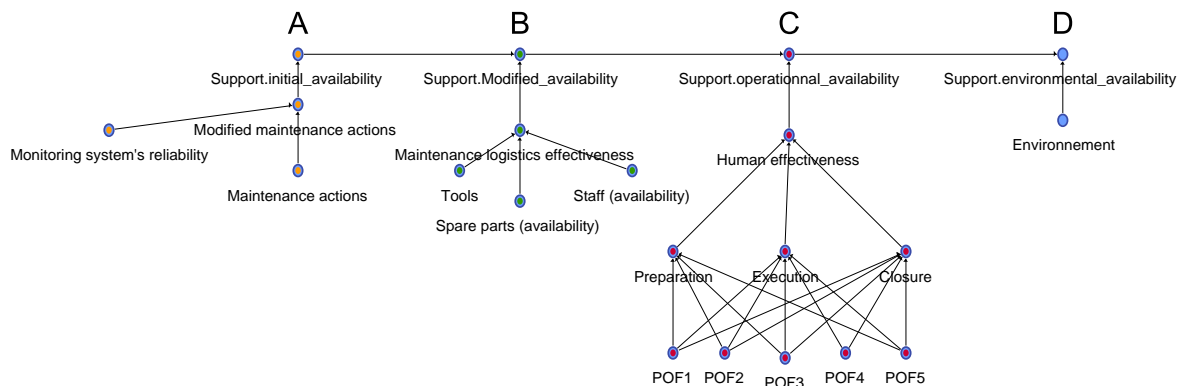 A
B
C
D
Support.initial_availability
Support.Modified_availability
Support.operationnal_availability
Support.environmental_availability
Modified maintenance actions
Monitoring system's reliability
Maintenance logistics effectiveness
Human effectiveness
Environnement
Maintenance actions
Tools
Staff (availability)
Spare parts (availability)
Preparation
Execution
Closure
POF1
POF2
POF3
POF4
POF5